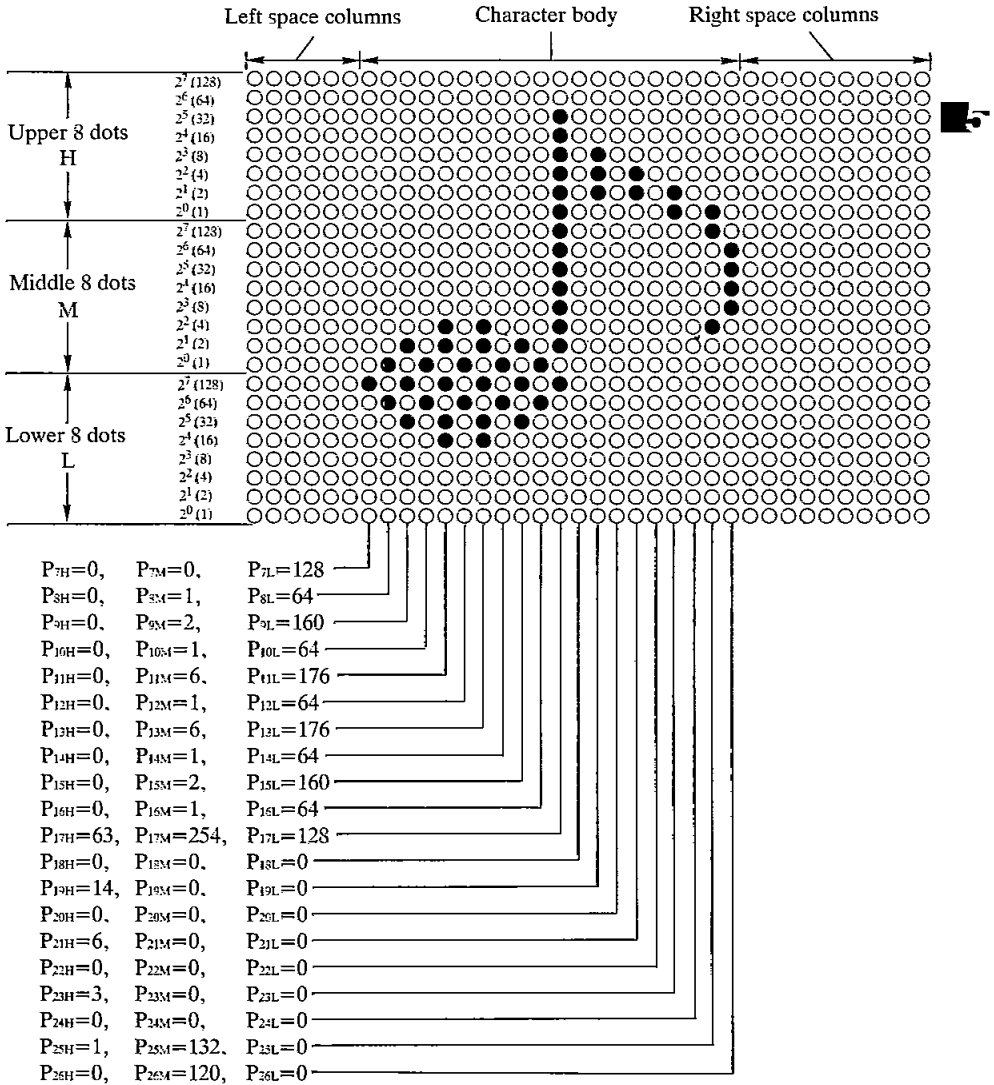 Left space columns Character body Right space columns
2⁷ (128)
2⁶ (64)
2⁵ (32)
Upper 8 dots 2⁴ (16)
H 2³ (8)
2² (4)
2¹ (2)
2⁰ (1)
2⁷ (128)
2⁶ (64)
2⁵ (32)
Middle 8 dots 2⁴ (16)
M 2³ (8)
2² (4)
2¹ (2)
2⁰ (1)
2⁷ (128)
2⁶ (64)
2⁵ (32)
Lower 8 dots 2⁴ (16)
L 2³ (8)
2² (4)
2¹ (2)
2⁰ (1)
P7H=0, P7M=0, P7L=128
P8H=0, P8M=1, P8L=64
P9H=0, P9M=2, P9L=160
P10H=0, P10M=1, P10L=64
P11H=0, P11M=6, P11L=176
P12H=0, P12M=1, P12L=64
P13H=0, P13M=6, P13L=176
P14H=0, P14M=1, P14L=64
P15H=0, P15M=2, P15L=160
P16H=0, P16M=1, P16L=64
P17H=63, P17M=254, P17L=128
P18H=0, P18M=0, P18L=0
P19H=14, P19M=0, P19L=0
P20H=0, P20M=0, P20L=0
P21H=6, P21M=0, P21L=0
P22H=0, P22M=0, P22L=0
P23H=3, P23M=0, P23L=0
P24H=0, P24M=0, P24L=0
P25H=1, P25M=132, P25L=0
P26H=0, P26M=120, P26L=0